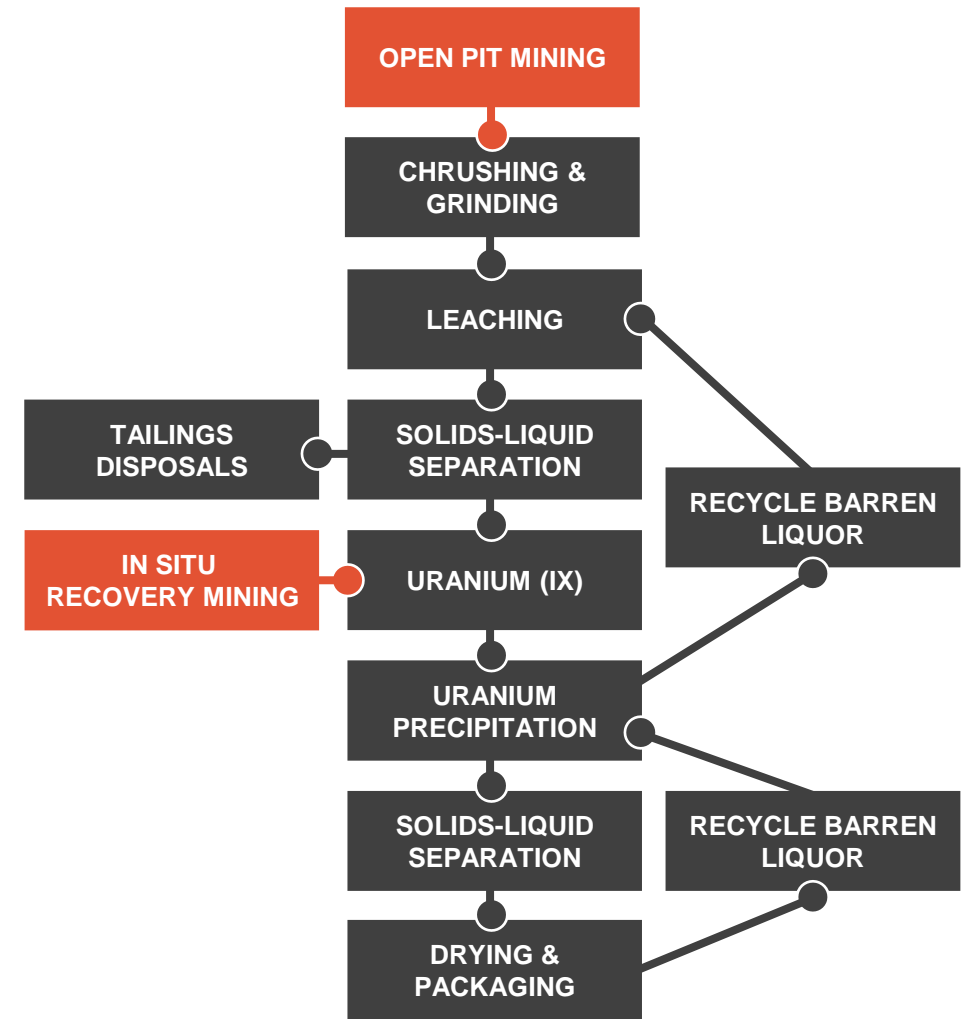 OPEN PIT MINING
CHRUSHING &
GRINDING
LEACHING
TAILINGS
DISPOSALS
SOLIDS-LIQUID
SEPARATION
RECYCLE BARREN
LIQUOR
IN SITU
RECOVERY MINING
URANIUM (IX)
URANIUM
PRECIPITATION
SOLIDS-LIQUID
SEPARATION
RECYCLE BARREN
LIQUOR
DRYING &
PACKAGING